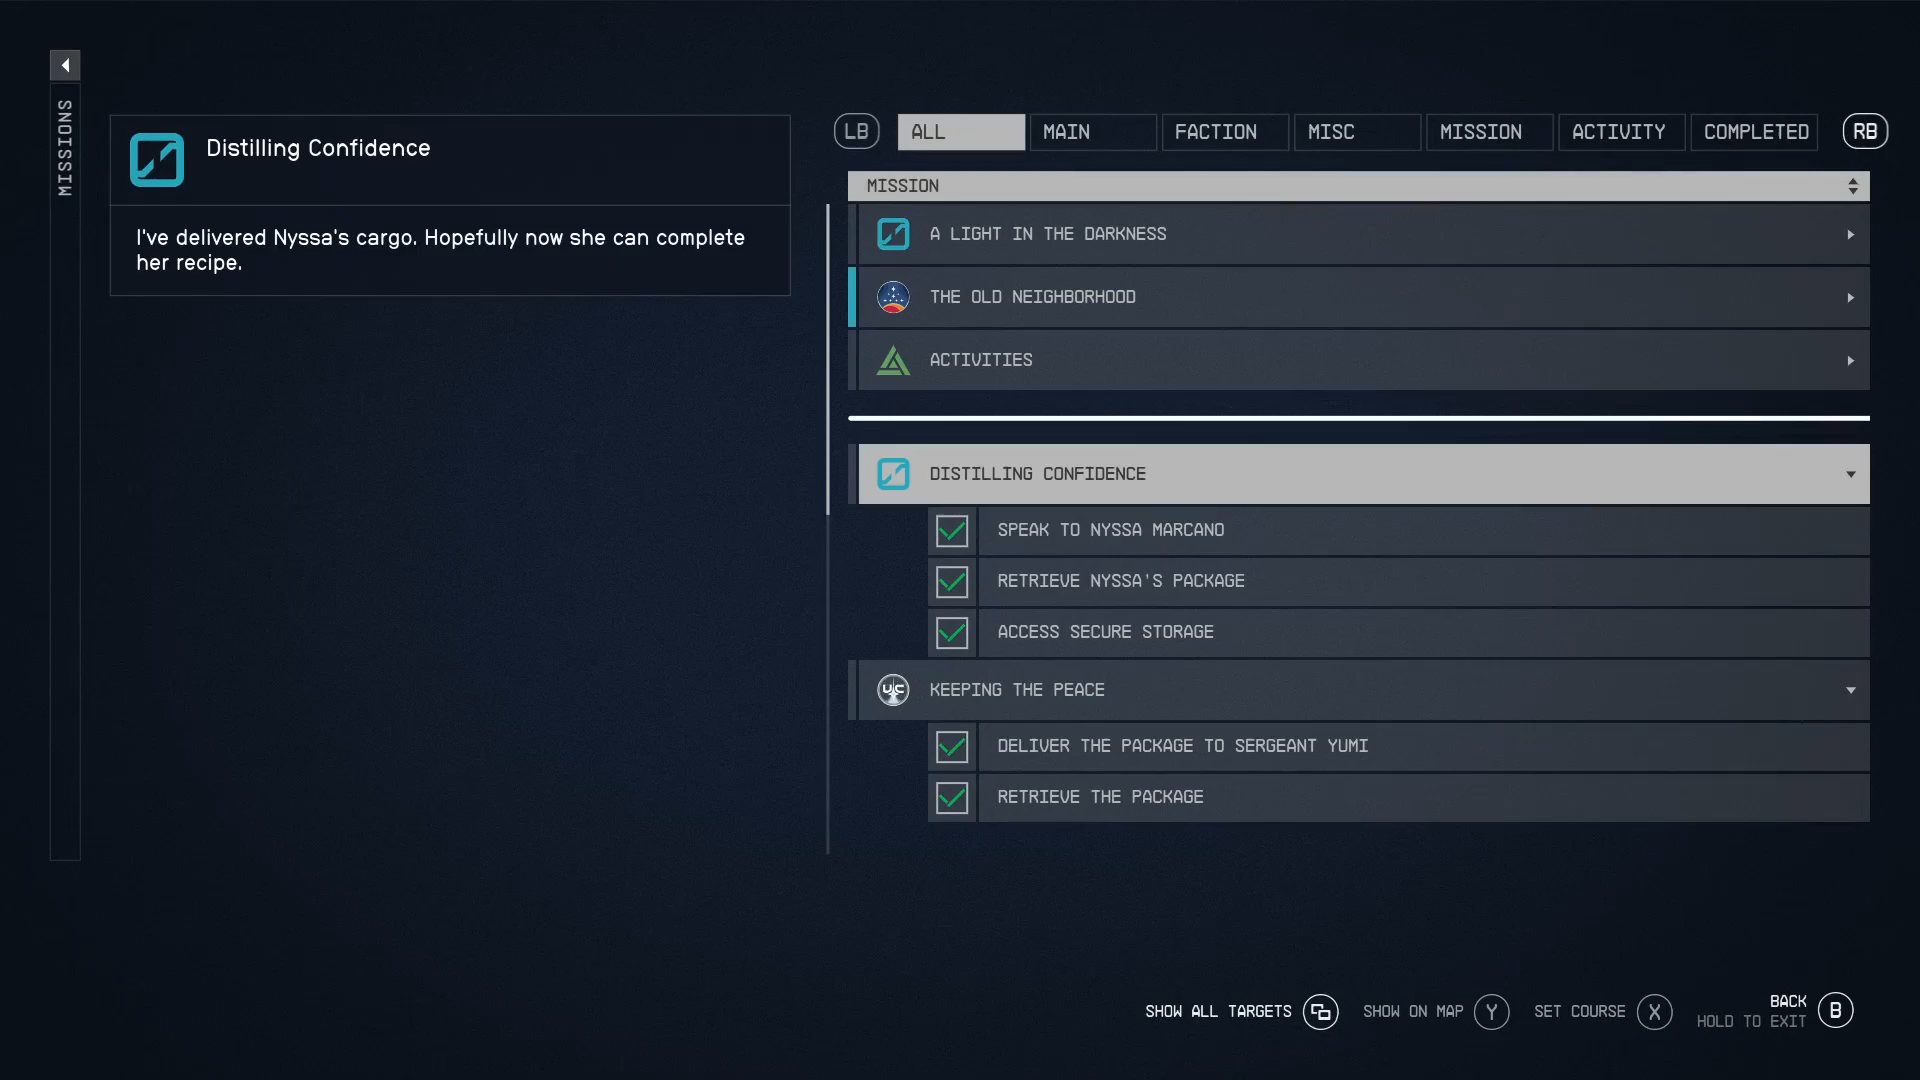 MISSIONS
Distilling Confidence
I've delivered Nyssa's cargo. Hopefully now she can complete
her recipe.
LB ALL MAIN FACTION MISC MISSION ACTIVITY COMPLETED RB
MISSION
A LIGHT IN THE DARKNESS
THE OLD NEIGHBORHOOD
ACTIVITIES
DISTILLING CONFIDENCE
SPEAK TO NYSSA MARCANO
RETRIEVE NYSSA'S PACKAGE
ACCESS SECURE STORAGE
UC KEEPING THE PEACE
DELIVER THE PACKAGE TO SERGEANT YUMI
RETRIEVE THE PACKAGE
SHOW ALL TARGETS SHOW ON MAP Y SET COURSE X BACK B
HOLD TO EXIT